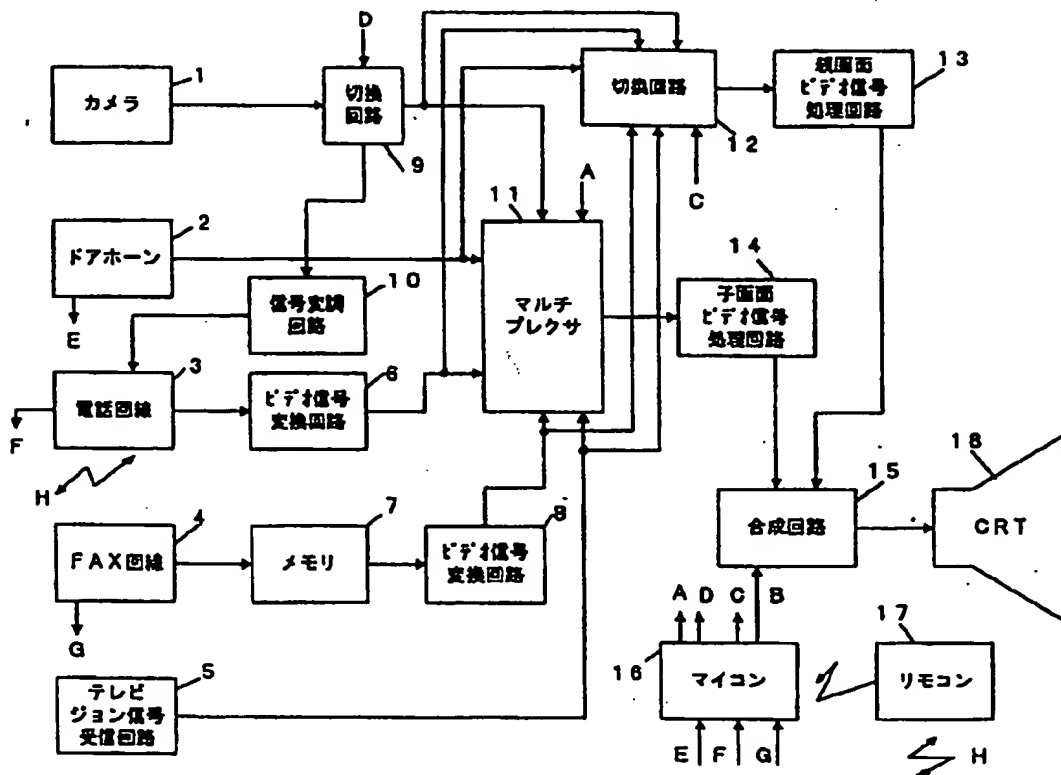 D
1
カメラ
切換
回路
9
切換回路
12
親画面
ビデオ信号
処理回路
13
C
A
11
2
ドアホーン
E
10
信号変調
回路
マルチ
プレクサ
14
子画面
ビデオ信号
処理回路
3
電話回線
F
H
6
ビデオ信号
変換回路
4
FAX回線
G
7
メモリ
8
ビデオ信号
変換回路
15
合成回路
18
CRT
5
テレビ
ジョン信号
受信回路
A D C B
16
マイコン
17
リモコン
E F G
H